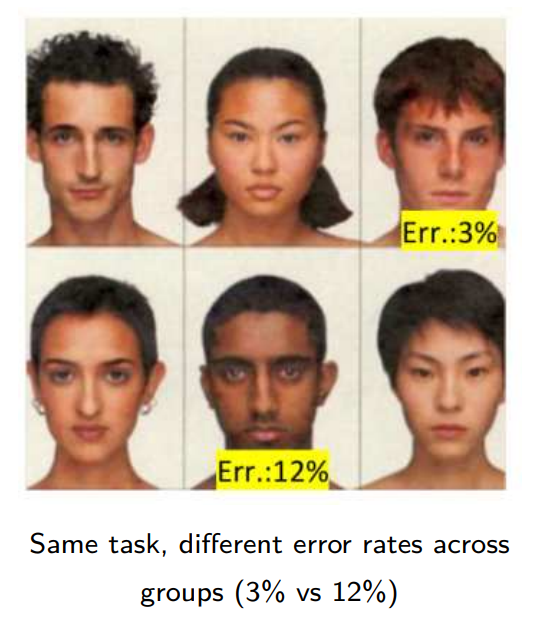 Err.:3%
Err.:12%
Same task, different error rates across
groups (3% vs 12%)